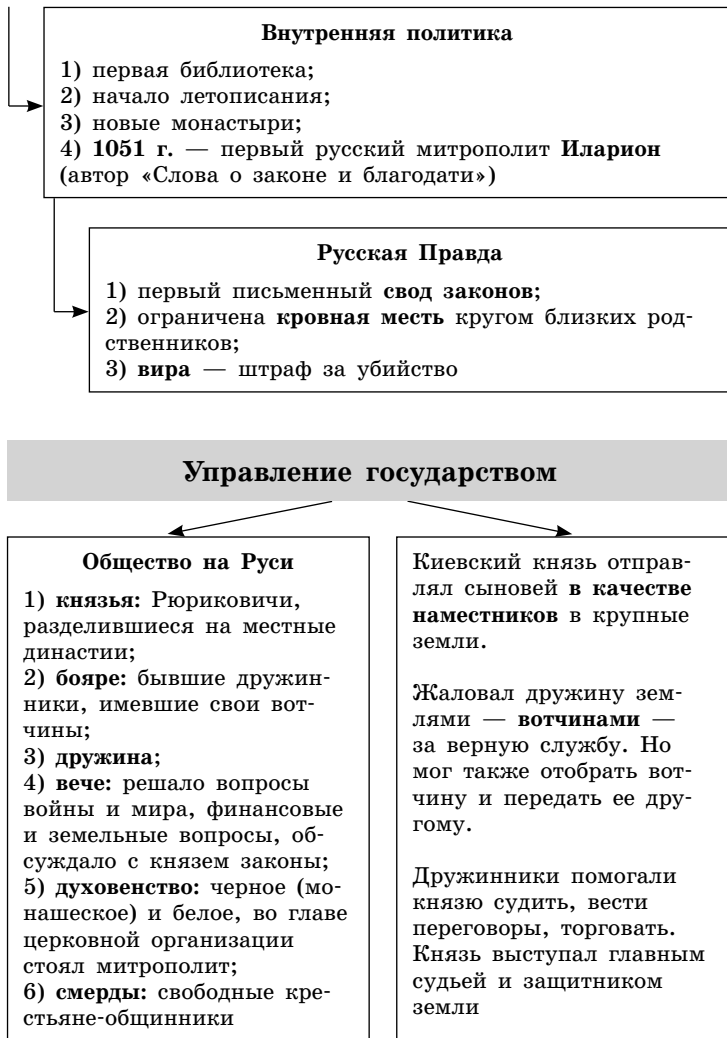 Внутренняя политика
1) первая библиотека;
2) начало летописания;
3) новые монастыри;
4) 1051 г. — первый русский митрополит Иларион
(автор «Слова о законе и благодати»)
Русская Правда
1) первый письменный свод законов;
2) ограничена кровная месть кругом близких род-
ственников;
3) вира — штраф за убийство
Управление государством
Общество на Руси
1) князья: Рюриковичи,
разделившиеся на местные
династии;
2) бояре: бывшие дружин-
ники, имевшие свои вот-
чины;
3) дружина;
4) вече: решало вопросы
войны и мира, финансовые
и земельные вопросы, об-
суждало с князем законы;
5) духовенство: черное (мо-
нашеское) и белое, во главе
церковной организации
стоял митрополит;
6) смерды: свободные кре-
стьяне-общинники
Киевский князь отправ-
лял сыновей в качестве
наместников в крупные
земли.
Жаловал дружину зем-
лями — вотчинами —
за верную службу. Но
мог также отобрать вот-
чину и передать ее дру-
гому.
Дружинники помогали
князю судить, вести
переговоры, торговать.
Князь выступал главным
судьей и защитником
земли